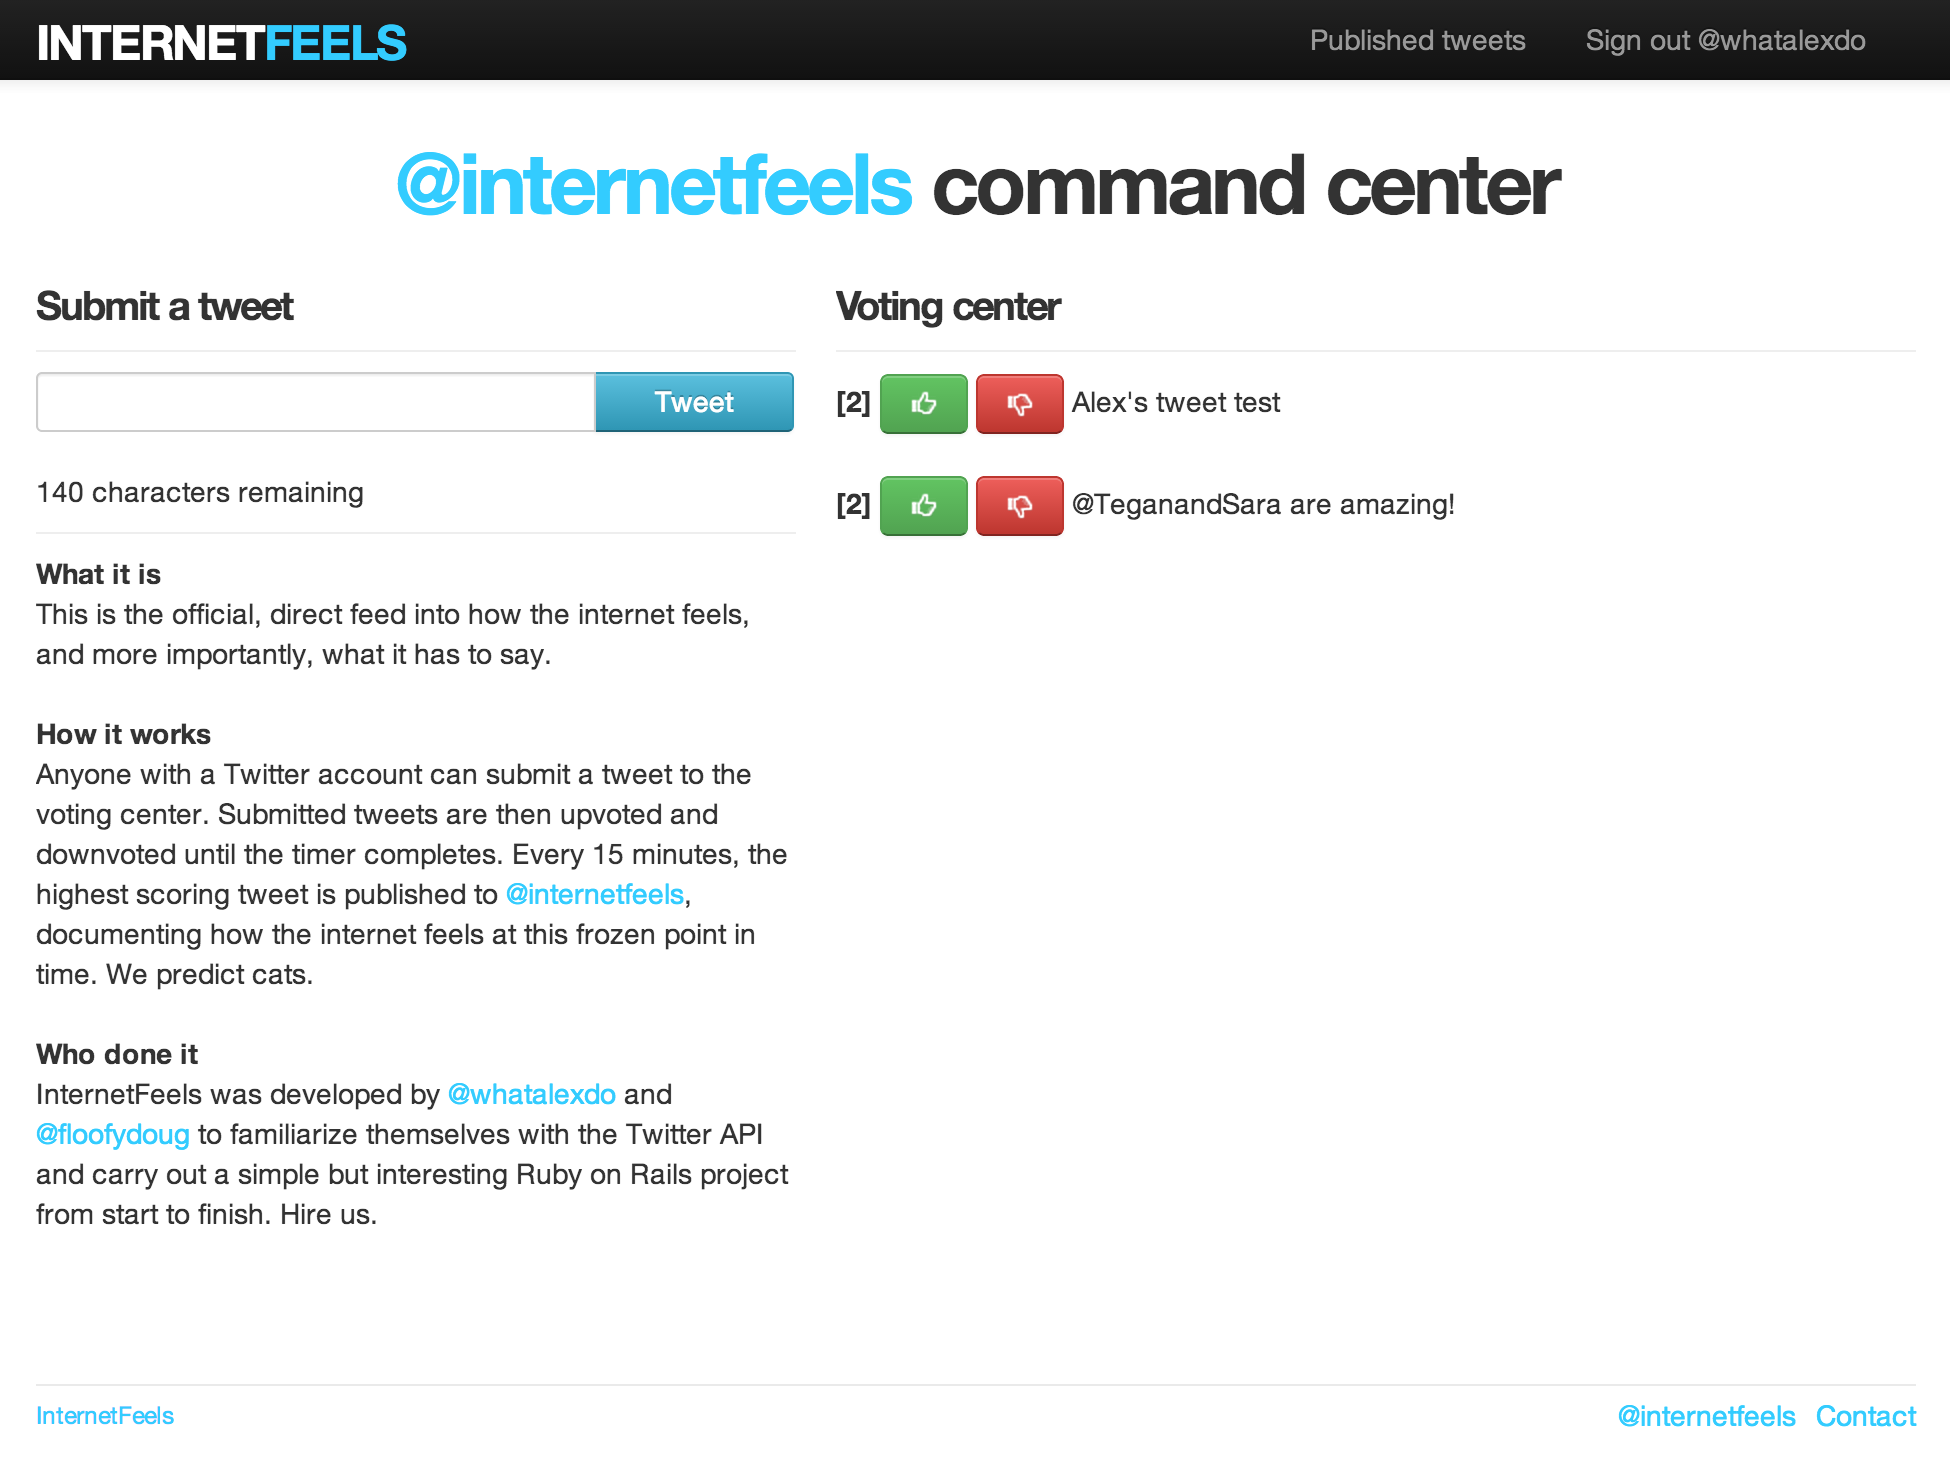 INTERNETFEELS
Published tweets
Sign out @whatalexdo
@internetfeels command center
Submit a tweet
Tweet
140 characters remaining
What it is
This is the official, direct feed into how the internet feels,
and more importantly, what it has to say.
How it works
Anyone with a Twitter account can submit a tweet to the
voting center. Submitted tweets are then upvoted and
downvoted until the timer completes. Every 15 minutes, the
highest scoring tweet is published to @internetfeels,
documenting how the internet feels at this frozen point in
time. We predict cats.
Who done it
InternetFeels was developed by @whatalexdo and
@floofydoug to familiarize themselves with the Twitter API
and carry out a simple but interesting Ruby on Rails project
from start to finish. Hire us.
Voting center
[2] Alex's tweet test
[2] @TeganandSara are amazing!
InternetFeels
@internetfeels Contact